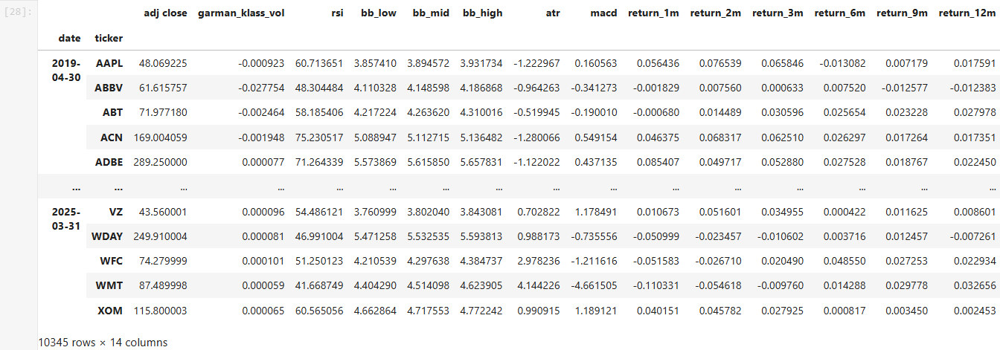 [28]:
adj close garman_klass_vol rsi bb_low bb_mid bb_high atr macd return_1m return_2m return_3m return_6m return_9m return_12m
date ticker
2019-04-30 AAPL 48.069225 -0.000923 60.713651 3.857410 3.894572 3.931734 -1.222967 0.160563 0.056436 0.076539 0.065846 -0.013082 0.007179 0.017591
ABBV 61.615757 -0.027754 48.304484 4.110328 4.148598 4.186868 -0.964263 -0.341273 -0.001829 0.007560 0.000633 0.007520 -0.012577 -0.012383
ABT 71.977180 -0.002464 58.185406 4.217224 4.263620 4.310016 -0.519945 -0.190010 -0.000680 0.014489 0.030596 0.025654 0.023228 0.027978
ACN 169.004059 -0.001948 75.230517 5.088947 5.112715 5.136482 -1.280066 0.549154 0.046375 0.068317 0.062510 0.026297 0.017264 0.017351
ADBE 289.250000 0.000077 71.264339 5.573869 5.615850 5.657831 -1.122022 0.437135 0.085407 0.049717 0.052880 0.027528 0.018767 0.022450
... ... ... ... ... ... ... ... ... ... ... ... ... ... ... ...
2025-03-31 VZ 43.560001 0.000096 54.486121 3.760999 3.802040 3.843081 0.702822 1.178491 0.010673 0.051601 0.034955 0.000422 0.011625 0.008601
WDAY 249.910004 0.000081 46.991004 5.471258 5.532535 5.593813 0.988173 -0.735556 -0.050999 -0.023457 -0.010602 0.003716 0.012457 -0.007261
WFC 74.279999 0.000101 51.250123 4.210539 4.297638 4.384737 2.978236 -1.211616 -0.051583 -0.026710 0.020490 0.048550 0.027253 0.022934
WMT 87.489998 0.000059 41.668749 4.404290 4.514098 4.623905 4.144226 -4.661505 -0.110331 -0.054618 -0.009760 0.014288 0.029778 0.032656
XOM 115.800003 0.000065 60.565056 4.662864 4.717553 4.772242 0.990915 1.189121 0.040151 0.045782 0.027925 0.000817 0.003450 0.002453
10345 rows × 14 columns